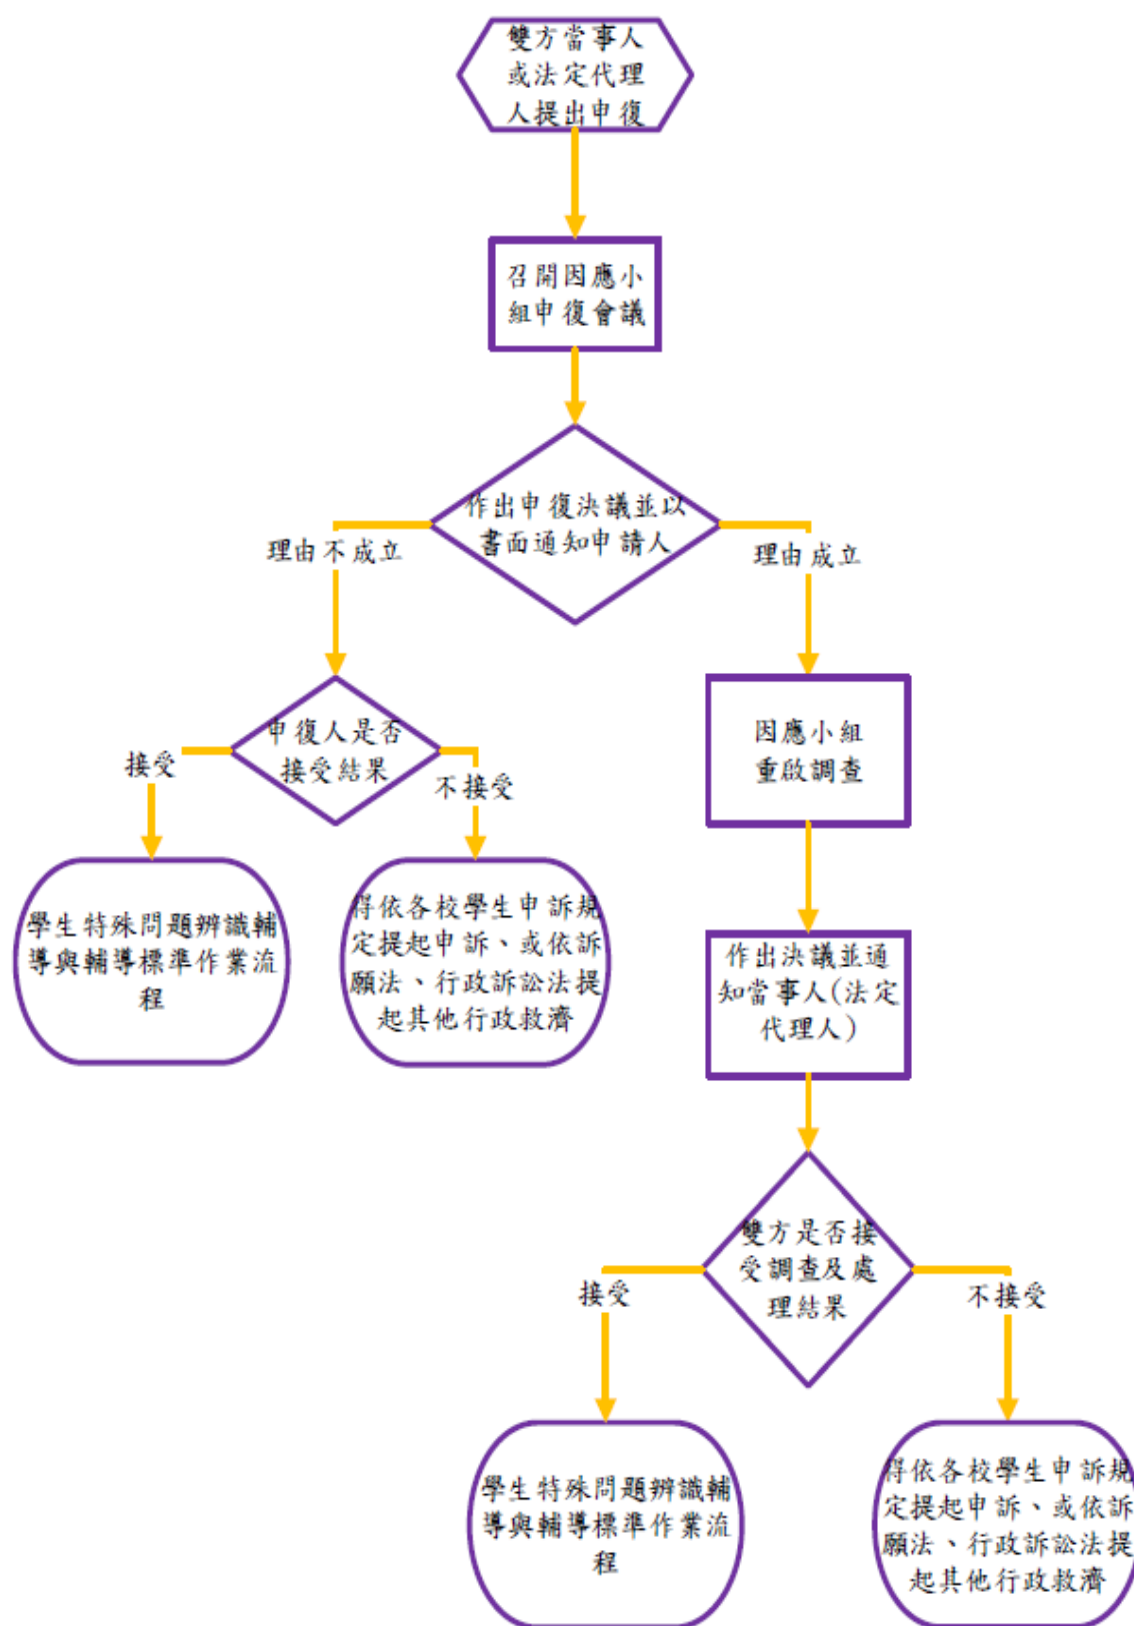 雙方當事人
或法定代理
人提出申復
召開因應小
組申復會議
作出申復決議並以
書面通知申請人
理由不成立
理由成立
申復人是否
接受結果
接受
不接受
因應小組
重啟調查
學生特殊問題辨識輔
導與輔導標準作業流
程
得依各校學生申訴規
定提起申訴、或依訴
願法、行政訴訟法提
起其他行政救濟
作出決議並通
知當事人(法定
代理人)
雙方是否接
受調查及處
理結果
接受
不接受
學生特殊問題辨識輔
導與輔導標準作業流
程
得依各校學生申訴規
定提起申訴、或依訴
願法、行政訴訟法提
起其他行政救濟